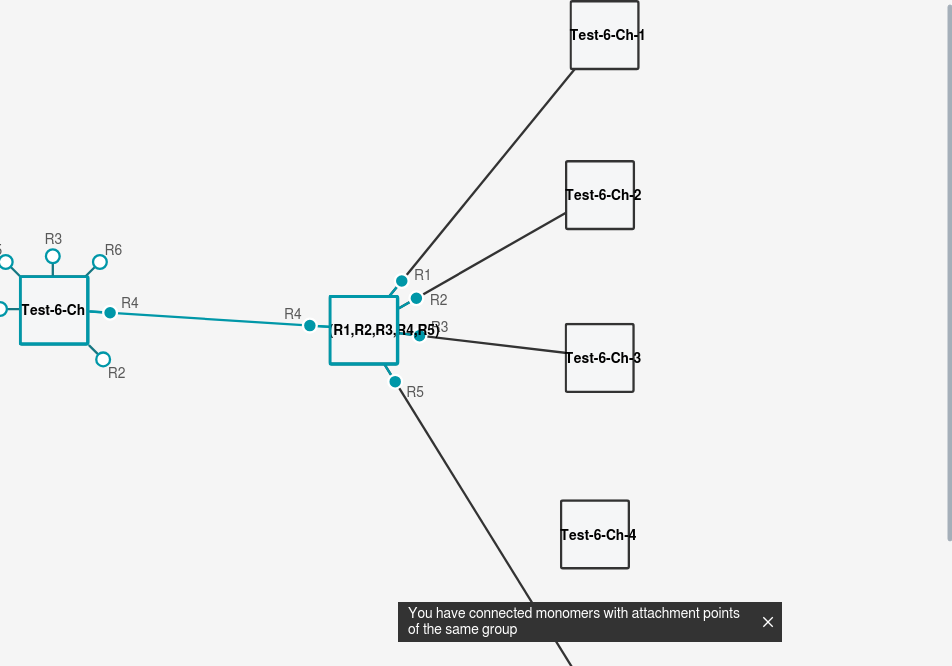 Test-6-Ch-1
Test-6-Ch-2
R3
R6
R1
R2
Test-6-Ch
R4
R4
(R1,R2,R3,R4,R5)
R3
Test-6-Ch-3
R2
R5
Test-6-Ch-4
You have connected monomers with attachment points
of the same group